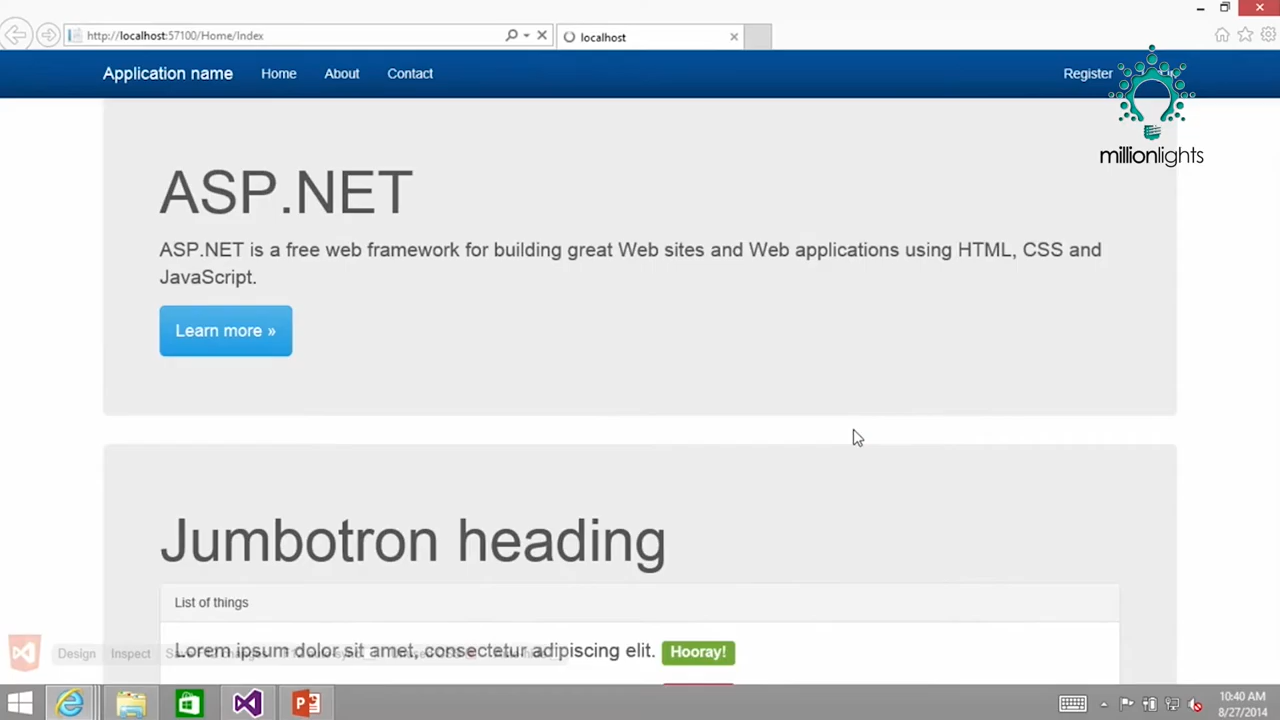 http://localhost:57100/Home/Index
localhost
Application name
Home
About
Contact
Register
millionlights
ASP.NET
ASP.NET is a free web framework for building great Web sites and Web applications using HTML, CSS and
JavaScript.
Learn more »
Jumbotron heading
List of things
Lorem ipsum dolor sit amet, consectetur adipiscing elit. Hooray!
Design
Inspect
10:40 AM
8/27/2014